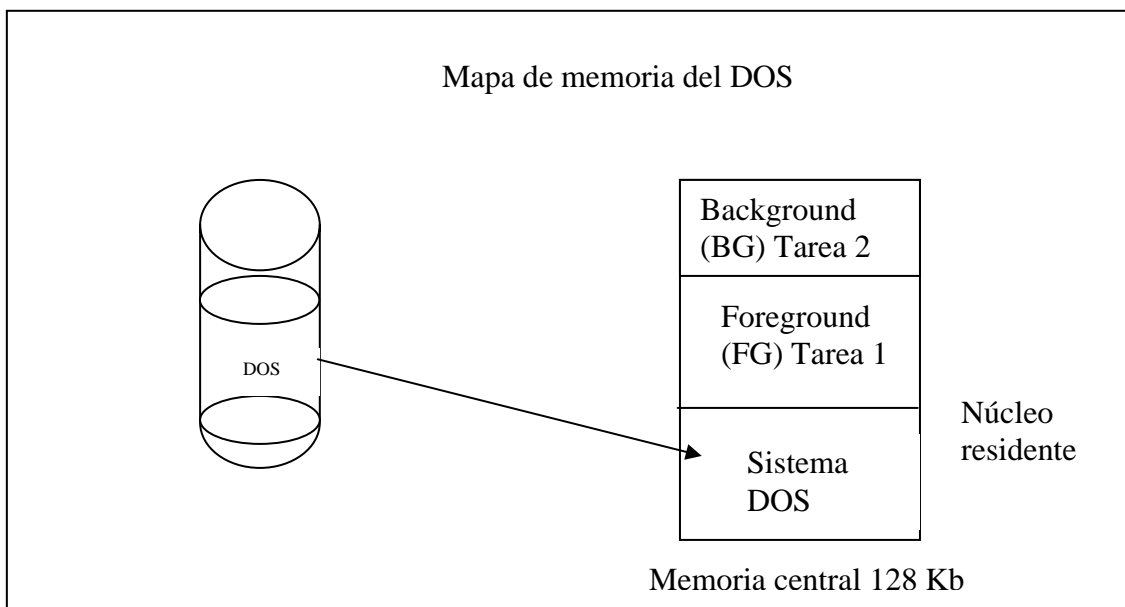 Mapa de memoria del DOS
DOS
Background
(BG) Tarea 2
Foreground
(FG) Tarea 1
Sistema
DOS
Núcleo
residente
Memoria central 128 Kb